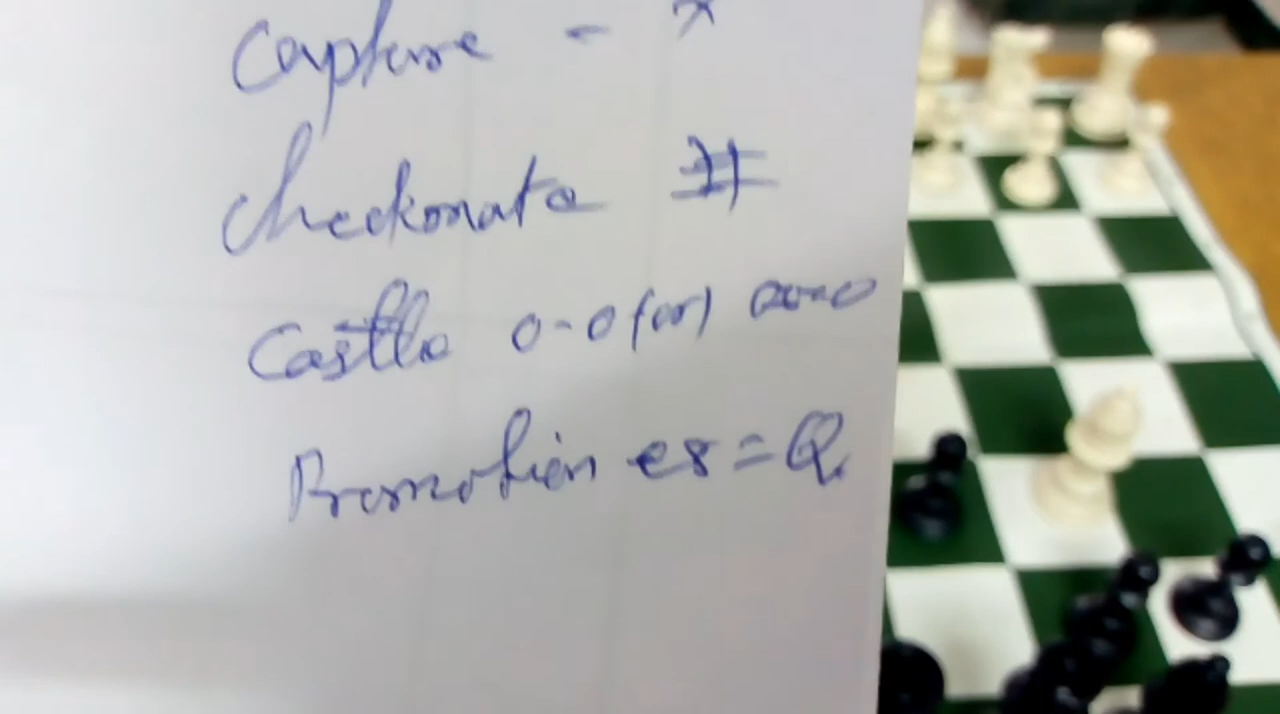 Capture - x
Checkmate #
Castle 0-0 (or) 0-0-0
Promotion e8=Q